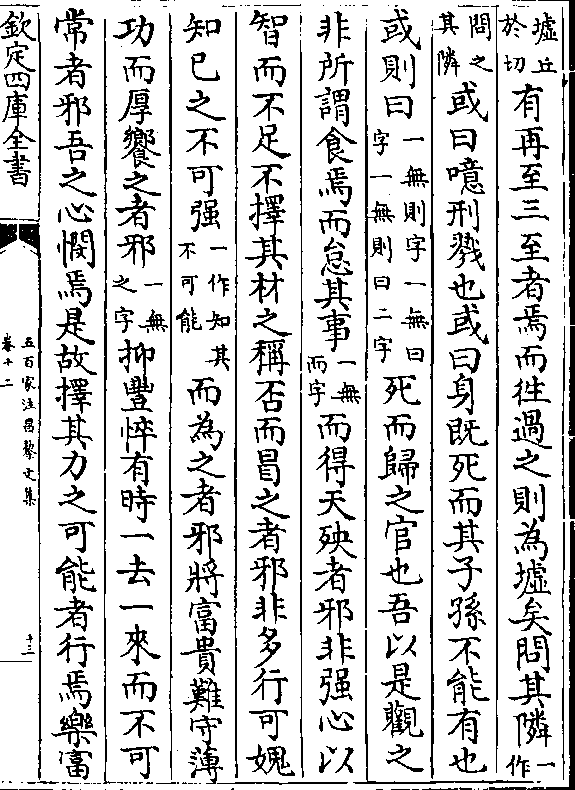 墟丘於切有再至三至者焉而往過之則為墟矣問其隣一作
問之其隣或曰噫刑戮也或曰身既死而其子孫不能有也
或則曰一無則字一無曰字一無則曰二字死而歸之官也吾以是觀之
非所謂食焉而怠其事一無而字而得天殃者邪非强心以
智而不足不擇其材之稱否而冒之者邪非多行可媿
知已之不可强一作知其不可能而為之者邪將富貴難守薄
功而厚饗之者邪一無之字抑豐悴有時一去一來而不可
常者邪吾之心憫焉是故擇其力之可能者行焉樂富
欽定四庫全書
五百家注昌黎文集
卷十二
十三